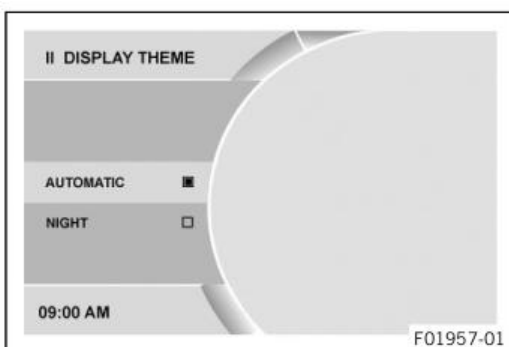 II DISPLAY THEME
AUTOMATIC
NIGHT
09:00 AM
F01957-01